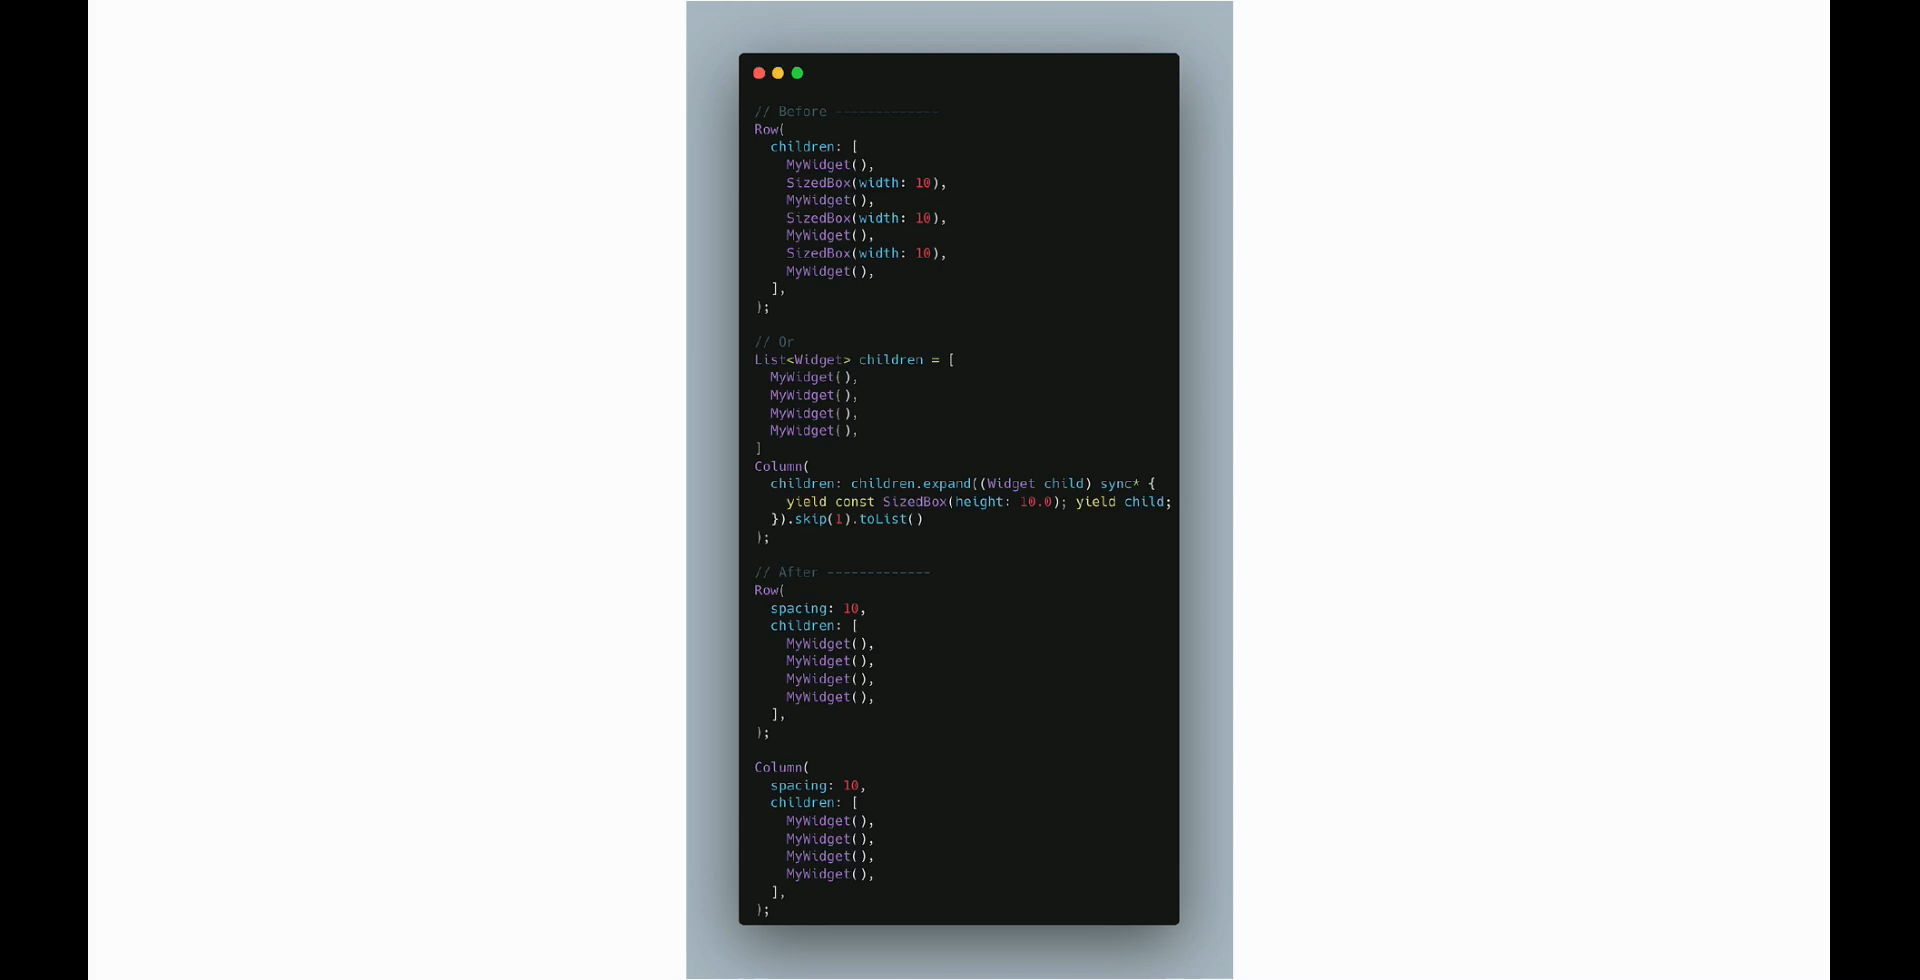 // Before -------------
Row(
  children: [
    MyWidget(),
    SizedBox(width: 10),
    MyWidget(),
    SizedBox(width: 10),
    MyWidget(),
    SizedBox(width: 10),
    MyWidget(),
  ],
);
// Or
List<Widget> children = [
  MyWidget(),
  MyWidget(),
  MyWidget(),
  MyWidget(),
]
Column(
  children: children.expand((Widget child) sync* {
    yield const SizedBox(height: 10.0); yield child;
  }).skip(1).toList()
);
// After -------------
Row(
  spacing: 10,
  children: [
    MyWidget(),
    MyWidget(),
    MyWidget(),
    MyWidget(),
  ],
);
Column(
  spacing: 10,
  children: [
    MyWidget(),
    MyWidget(),
    MyWidget(),
    MyWidget(),
  ],
);